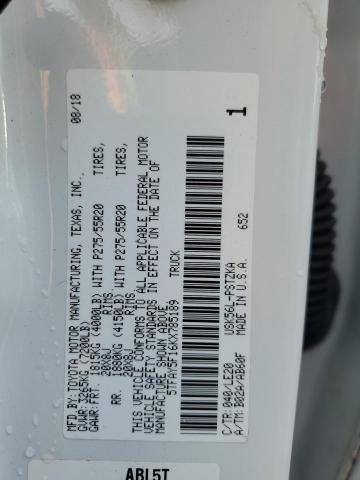 MFD. BY: TOYOTA MOTOR MANUFACTURING, TEXAS, INC. 08/18
GVWR: 3265KG (7200LB)
GAWR: FRT. 1815KG (4000LB) WITH P275/55R20 TIRES,
20X8J RIMS
RR. 1880KG (4150LB) WITH P275/55R20 TIRES,
20X8J RIMS
THIS VEHICLE CONFORMS TO ALL APPLICABLE FEDERAL MOTOR
VEHICLE SAFETY STANDARDS IN EFFECT ON THE DATE OF
MANUFACTURE SHOWN ABOVE.
5TFAY5F16KX785189 TRUCK
1
C/TR: 040/LE20 USK56L-PSTZKA
A/TM: B02A/AB60F MADE IN U.S.A. 652
ABL5T